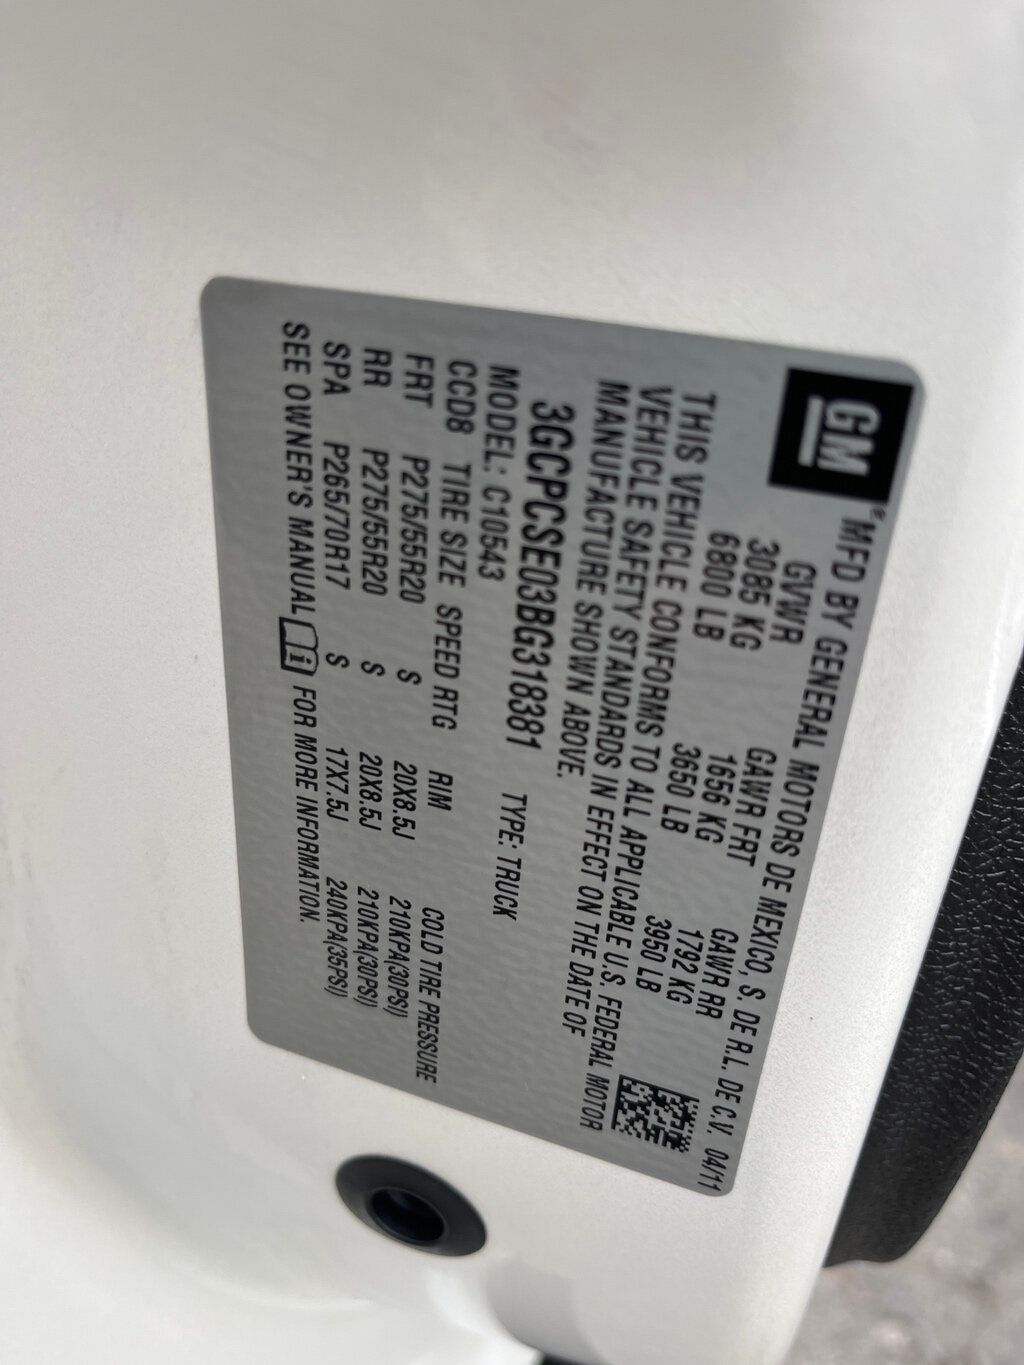 GM
® MFD BY GENERAL MOTORS DE MEXICO, S. DE R.L. DE C.V. 04/11
GVWR GAWR FRT GAWR RR
3085 KG 1656 KG 1792 KG
6800 LB 3650 LB 3950 LB
THIS VEHICLE CONFORMS TO ALL APPLICABLE U.S. FEDERAL MOTOR
VEHICLE SAFETY STANDARDS IN EFFECT ON THE DATE OF
MANUFACTURE SHOWN ABOVE.
3GCPCSE03BG318381 TYPE: TRUCK
MODEL: C10543
CCD8 TIRE SIZE SPEED RTG RIM COLD TIRE PRESSURE
FRT P275/55R20 S 20X8.5J 210KPA(30PSI)
RR P275/55R20 S 20X8.5J 210KPA(30PSI)
SPA P265/70R17 S 17X7.5J 240KPA(35PSI)
SEE OWNER'S MANUAL i FOR MORE INFORMATION.